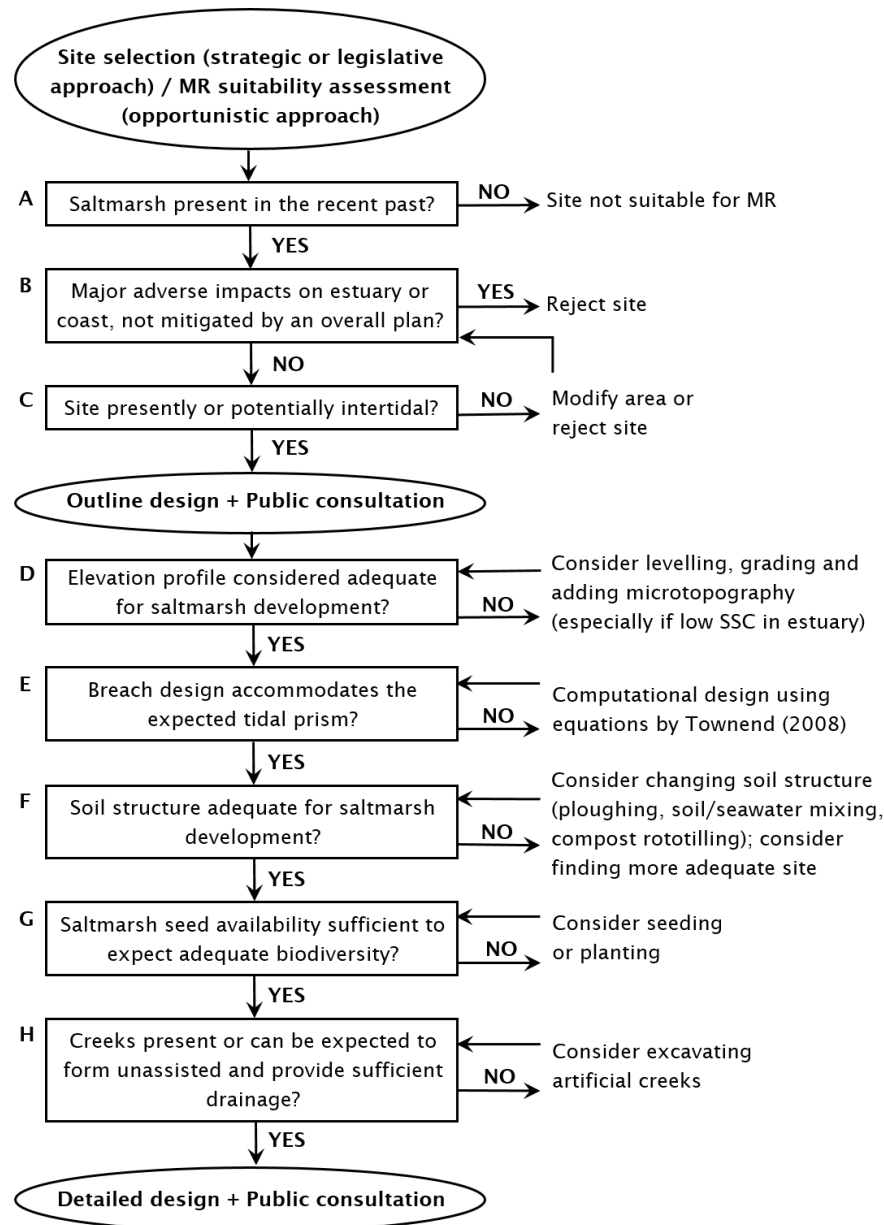 Site selection (strategic or legislative
approach) / MR suitability assessment
(opportunistic approach)
A
Saltmarsh present in the recent past?
NO
Site not suitable for MR
YES
B
Major adverse impacts on estuary or
coast, not mitigated by an overall plan?
YES
Reject site
NO
C
Site presently or potentially intertidal?
NO
Modify area or
reject site
YES
Outline design + Public consultation
D
Elevation profile considered adequate
for saltmarsh development?
NO
Consider levelling, grading and
adding microtopography
(especially if low SSC in estuary)
YES
E
Breach design accommodates the
expected tidal prism?
NO
Computational design using
equations by Townend (2008)
YES
F
Soil structure adequate for saltmarsh
development?
NO
Consider changing soil structure
(ploughing, soil/seawater mixing,
compost rototilling); consider
finding more adequate site
YES
G
Saltmarsh seed availability sufficient to
expect adequate biodiversity?
NO
Consider seeding
or planting
YES
H
Creeks present or can be expected to
form unassisted and provide sufficient
drainage?
NO
Consider excavating
artificial creeks
YES
Detailed design + Public consultation